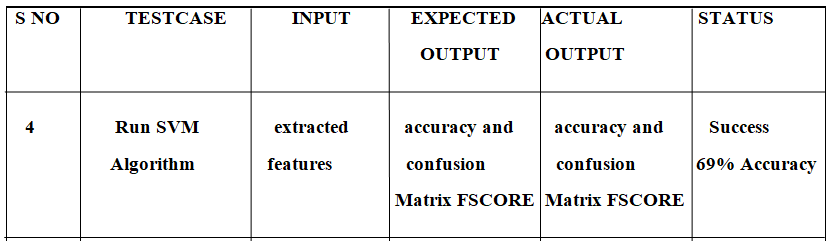 S NO TESTCASE INPUT EXPECTED OUTPUT ACTUAL OUTPUT STATUS
4 Run SVM Algorithm extracted features accuracy and confusion Matrix FSCORE accuracy and confusion Matrix FSCORE Success 69% Accuracy